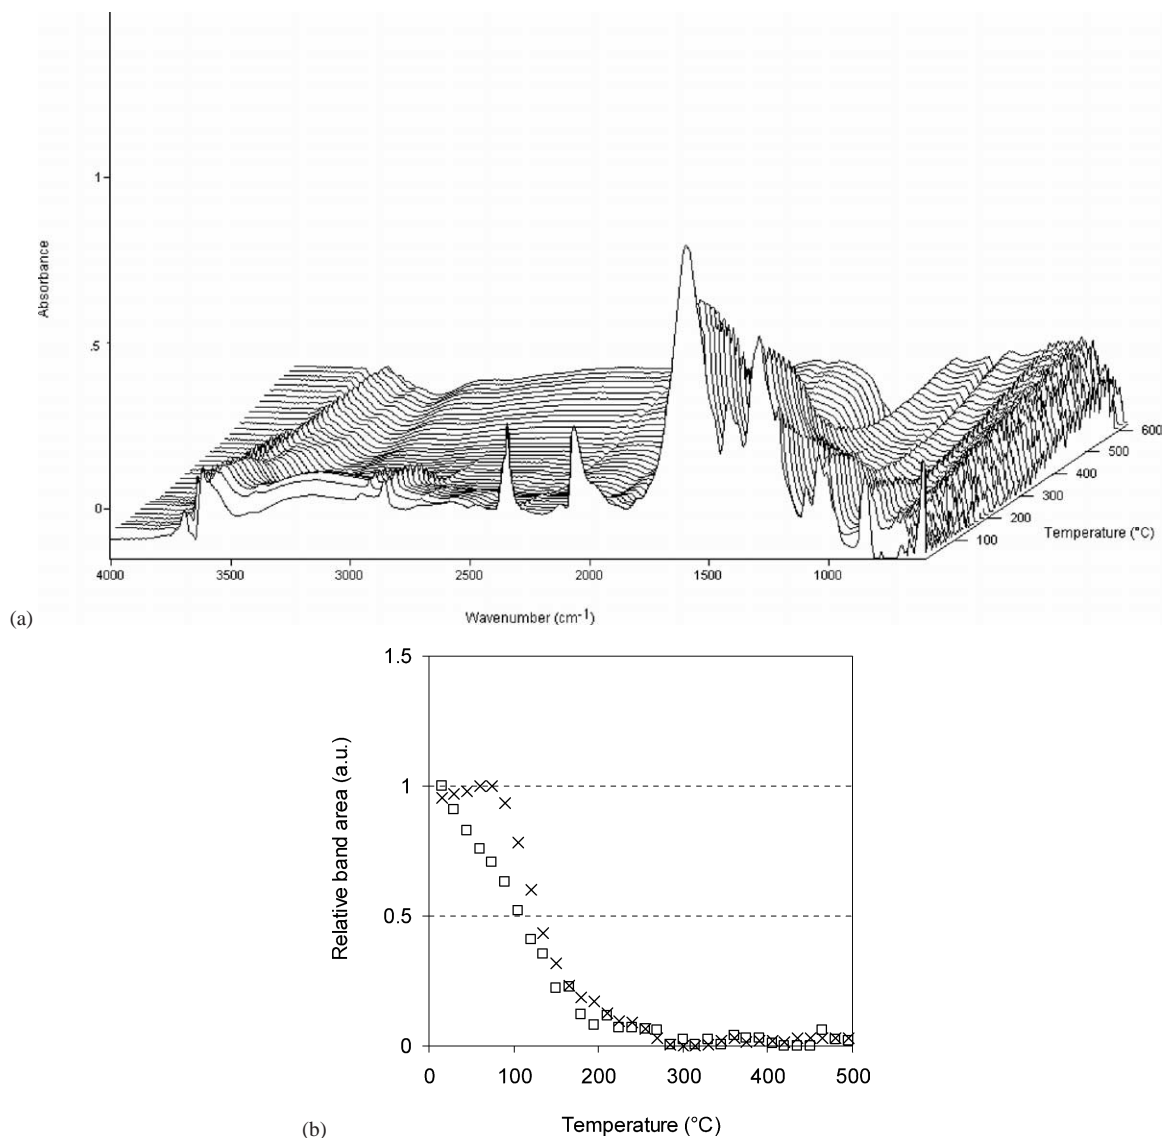 1
Absorbance
.5
0
600
500
400
300
200
100
Temperature (°C)
4000 3500 3000 2500 2000 1500 1000
Wavenumber (cm-1)
(a)
1.5
1
0.5
0
Relative band area (a.u.)
0 100 200 300 400 500
Temperature (°C)
(b)